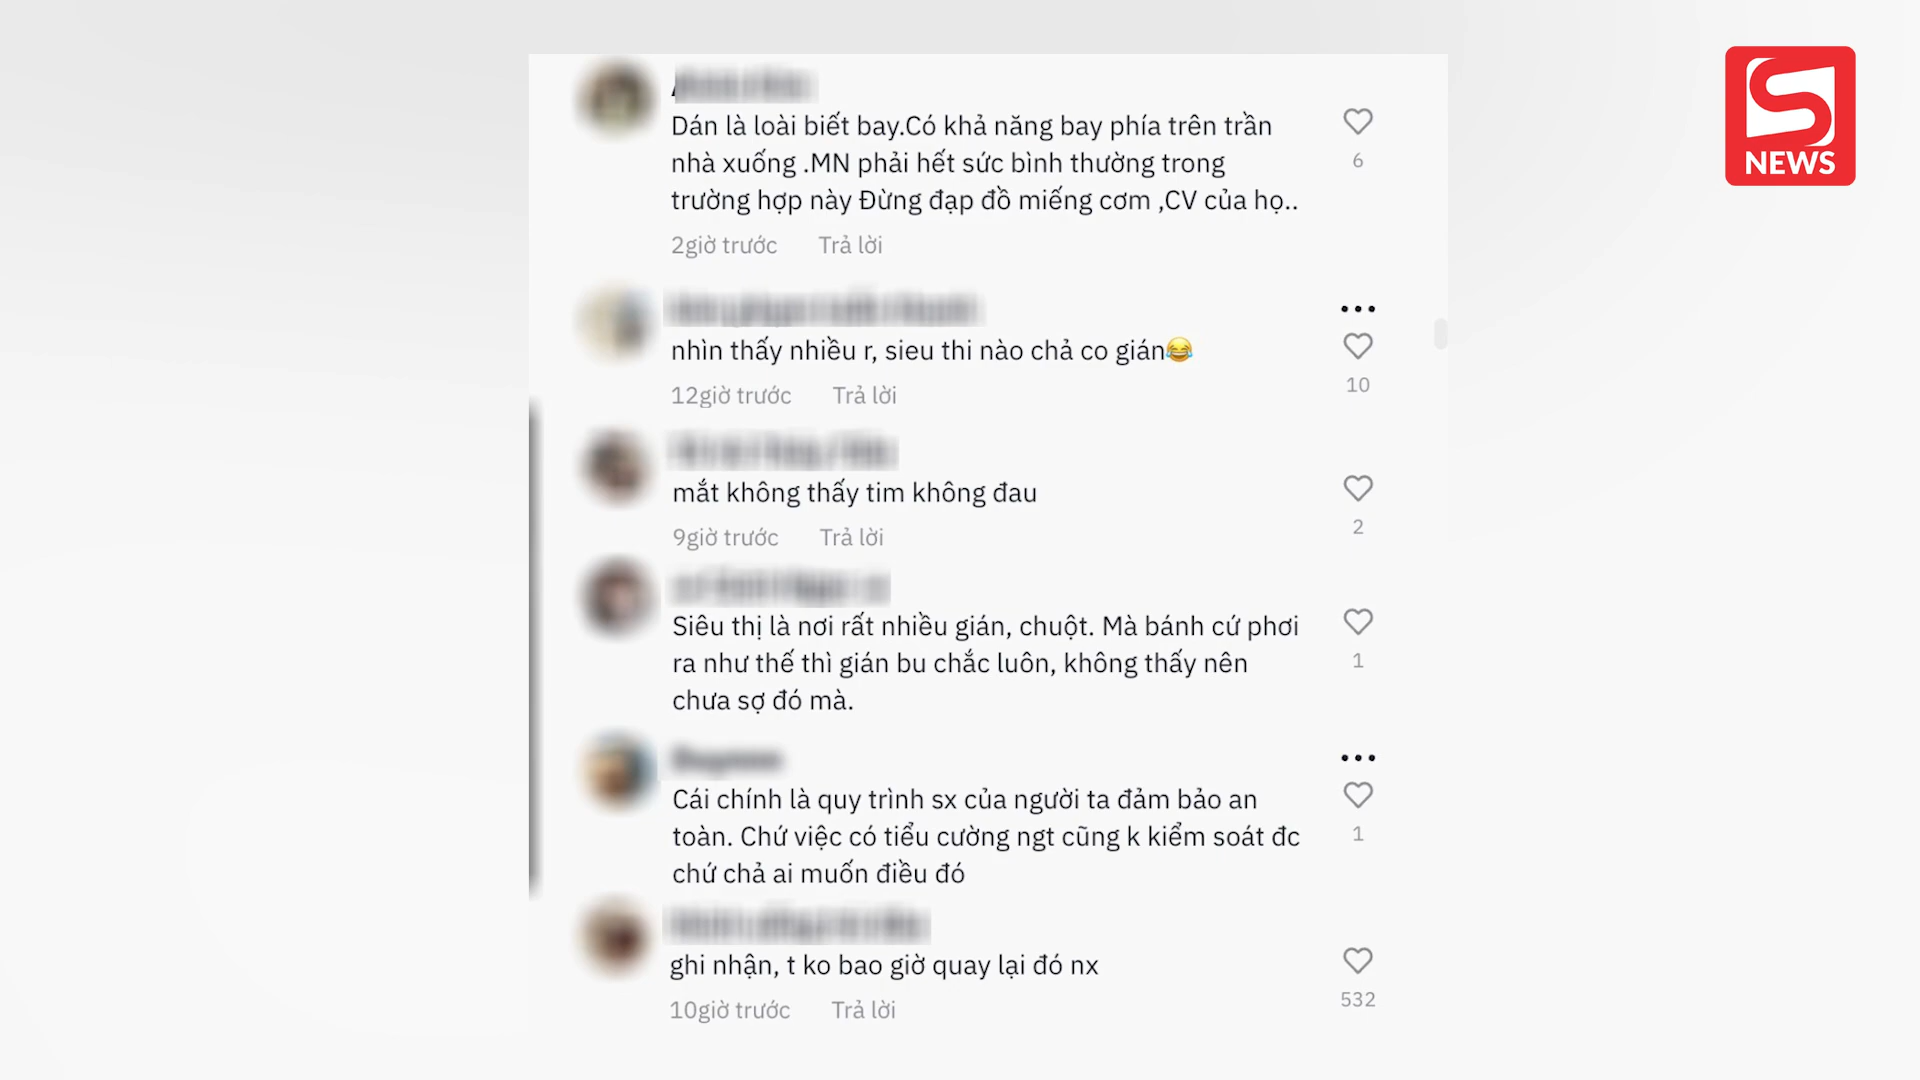 S
NEWS
Dán là loài biết bay.Có khả năng bay phía trên trần
nhà xuống .MN phải hết sức bình thường trong
trường hợp này Đừng đạp đồ miếng cơm ,CV của họ..
6
2giờ trước Trả lời
nhìn thấy nhiều r, sieu thi nào chả co gián😂
10
12giờ trước Trả lời
mắt không thấy tim không đau
2
9giờ trước Trả lời
Siêu thị là nơi rất nhiều gián, chuột. Mà bánh cứ phơi
ra như thế thì gián bu chắc luôn, không thấy nên
chưa sợ đó mà.
1
Cái chính là quy trình sx của người ta đảm bảo an
toàn. Chứ việc có tiểu cường ngt cũng k kiểm soát đc
chứ chả ai muốn điều đó
1
ghi nhận, t ko bao giờ quay lại đó nx
532
10giờ trước Trả lời